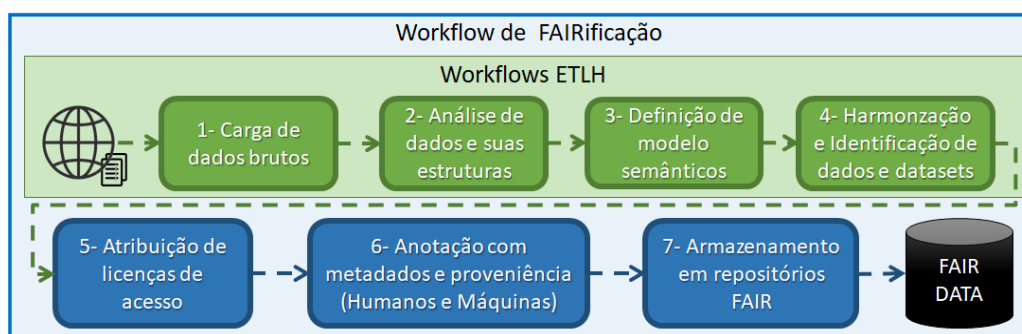 Workflow de FAIRificação
Workflows ETLH
1- Carga de
dados brutos
2- Análise de
dados e suas
estruturas
3- Definição de
modelo
semânticos
4- Harmonzação
e Identificação de
dados e datasets
5- Atribuição de
licenças de
acesso
6- Anotação com
metadados e proveniência
(Humanos e Máquinas)
7- Armazenamento
em repositórios
FAIR
FAIR
DATA